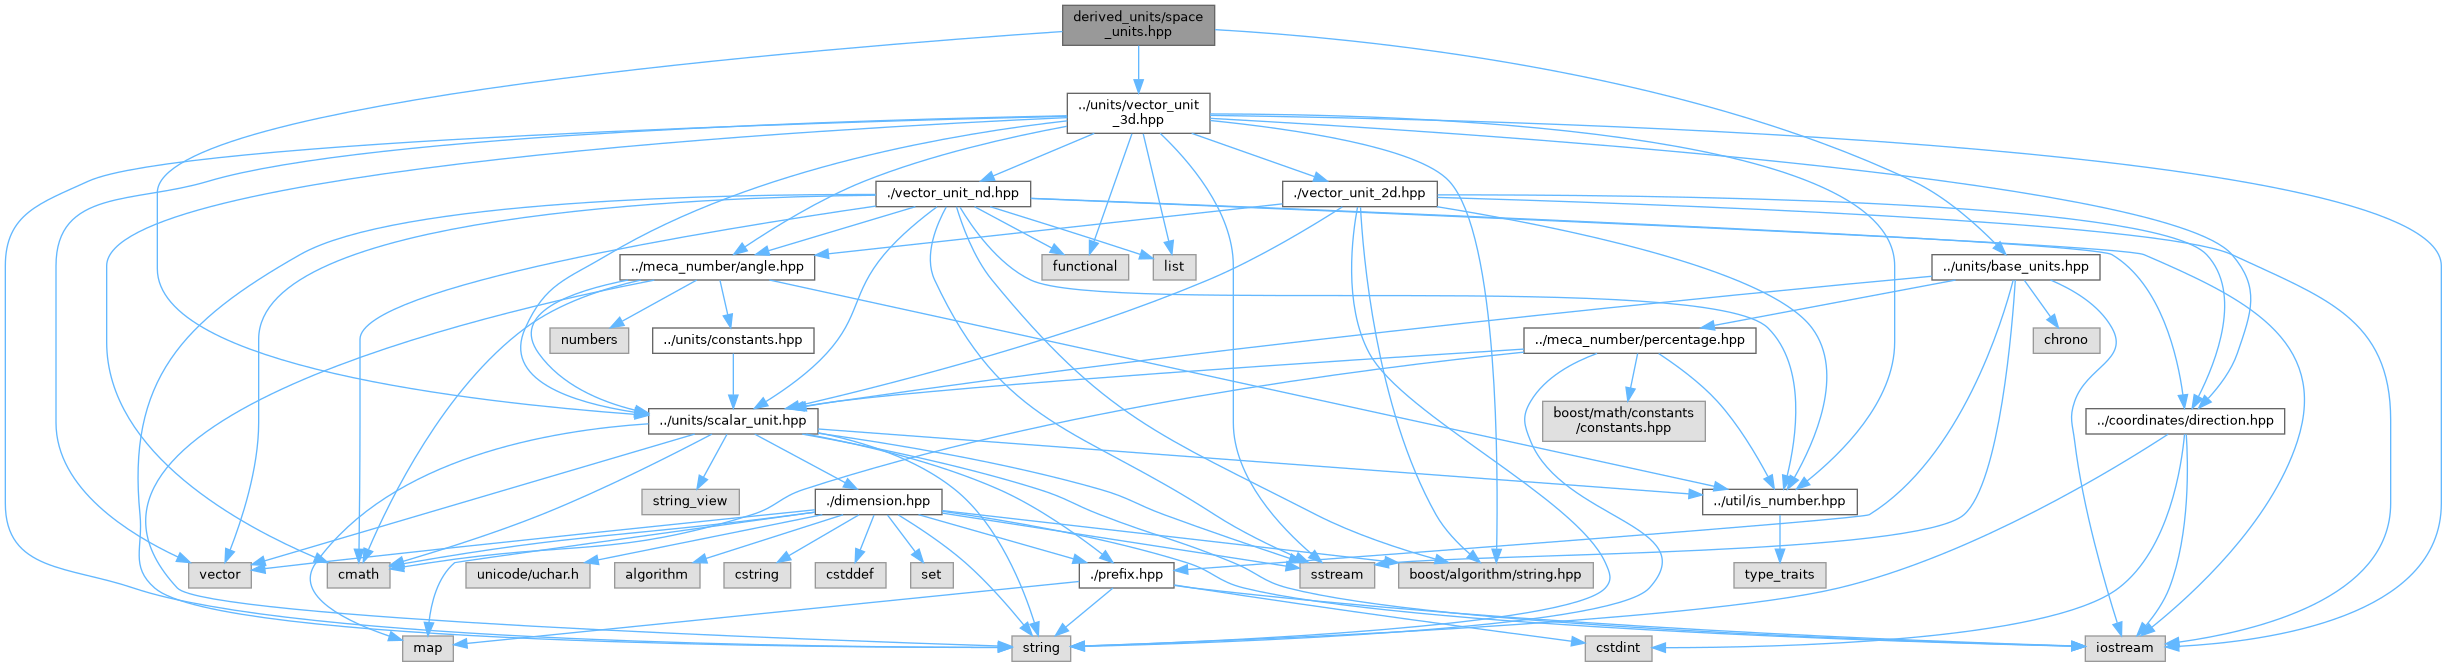 derived_units/space
_units.hpp
../units/vector_unit
_3d.hpp
./vector_unit_nd.hpp
./vector_unit_2d.hpp
../meca_number/angle.hpp
functional
list
../units/base_units.hpp
numbers
../units/constants.hpp
../meca_number/percentage.hpp
chrono
../units/scalar_unit.hpp
boost/math/constants
/constants.hpp
../coordinates/direction.hpp
string_view
./dimension.hpp
../util/is_number.hpp
vector
cmath
unicode/uchar.h
algorithm
cstring
cstddef
set
./prefix.hpp
sstream
boost/algorithm/string.hpp
type_traits
map
string
cstdint
iostream